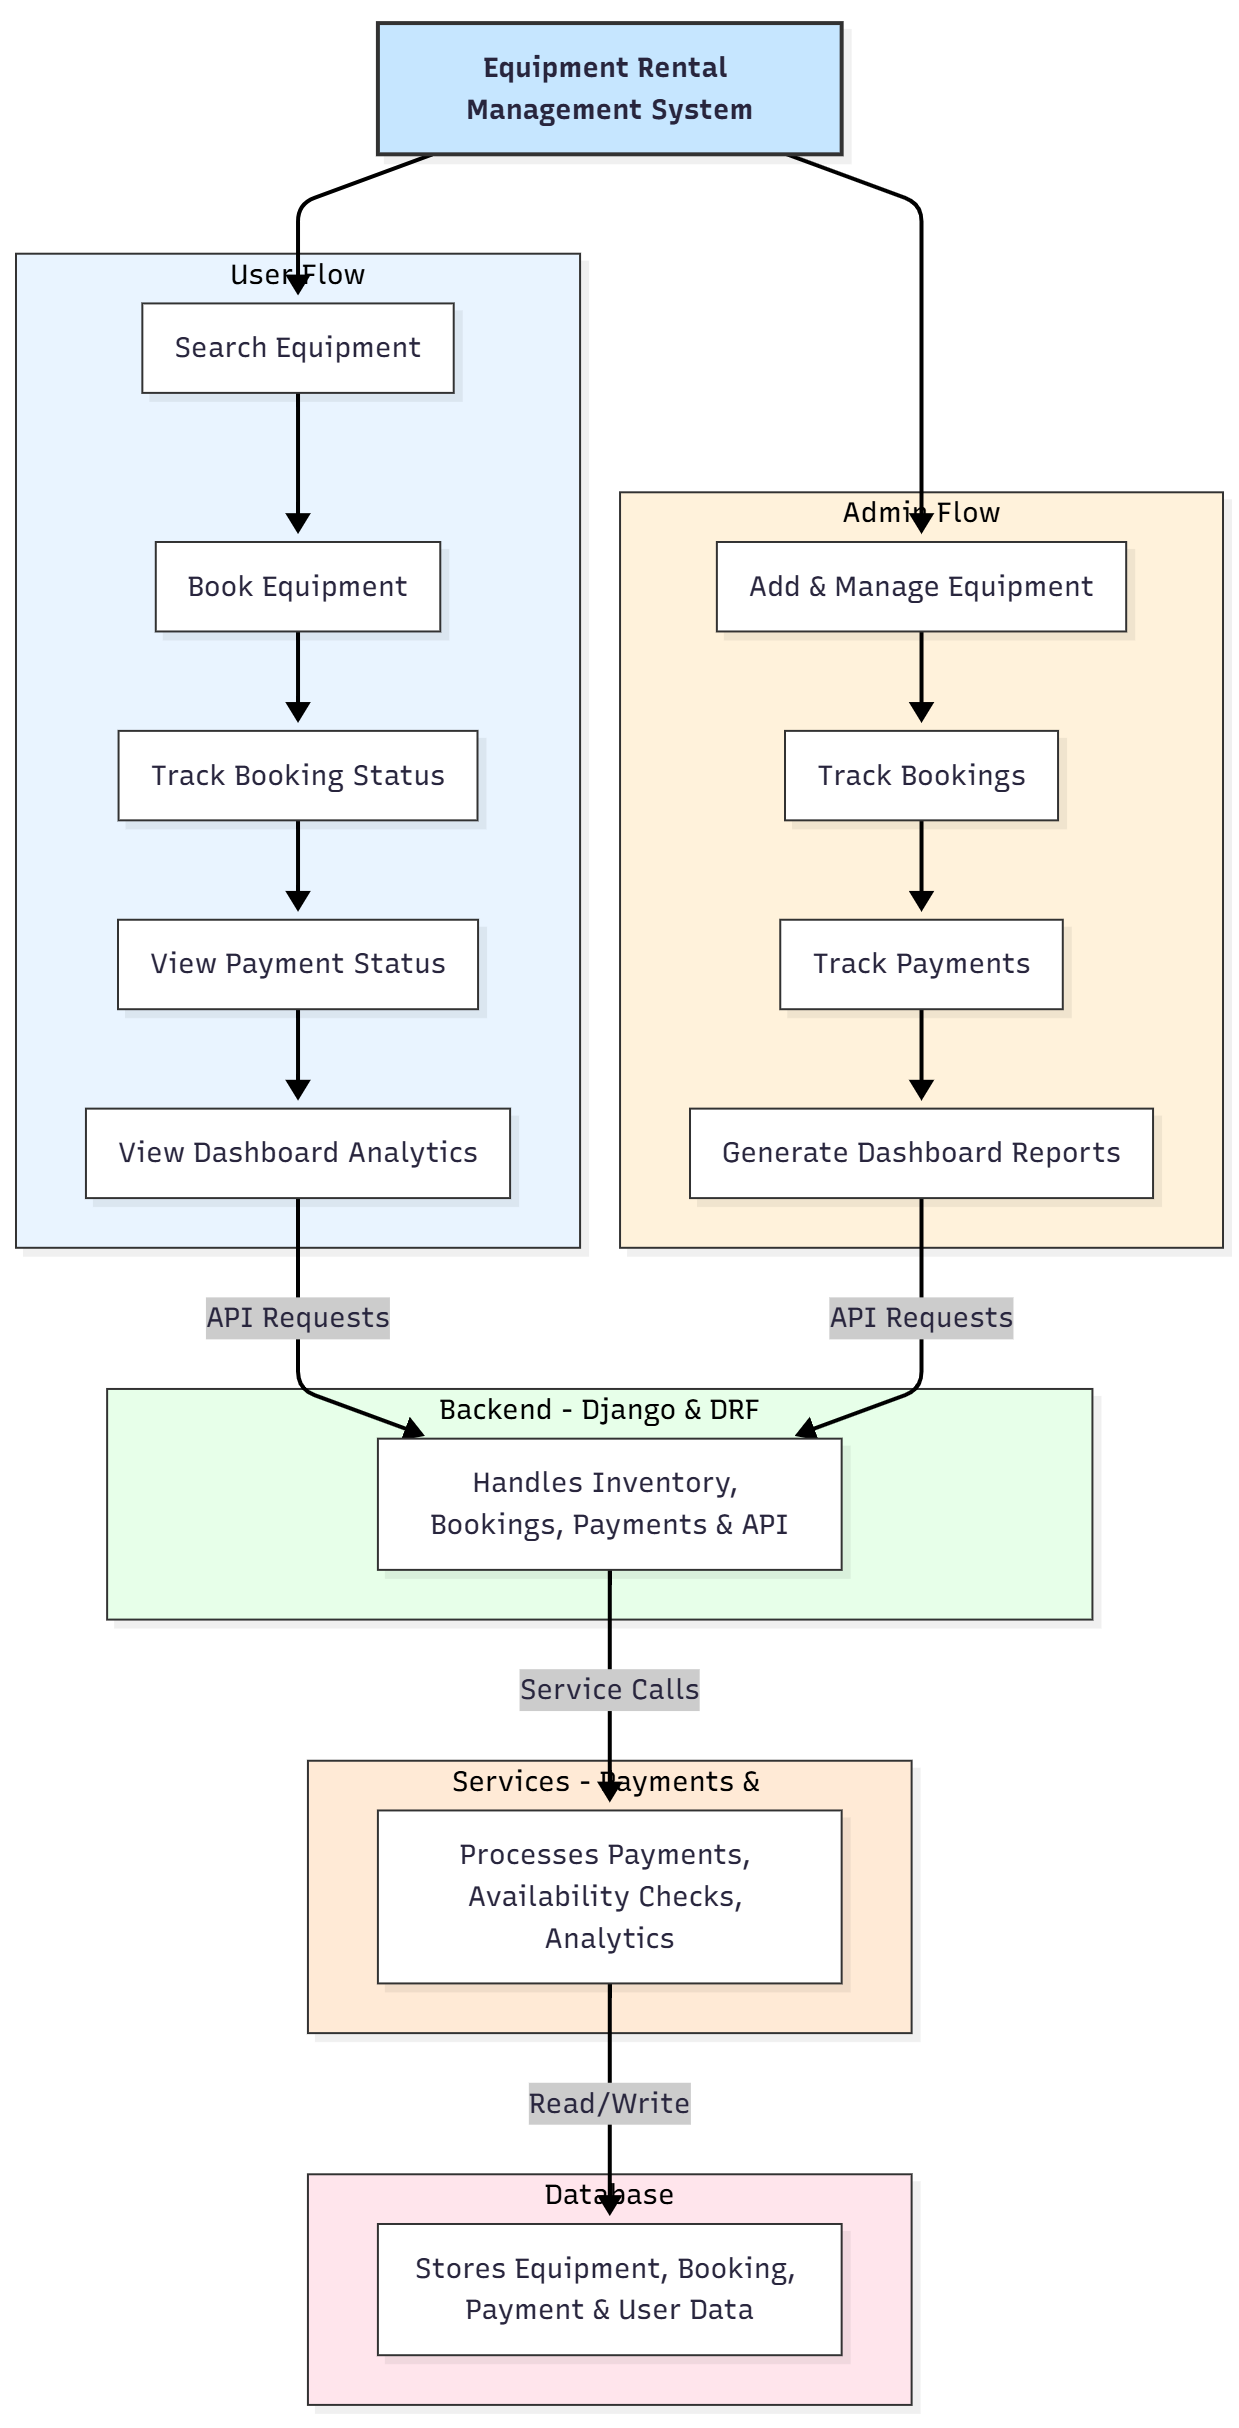 Equipment Rental
Management System
User Flow
Search Equipment
Book Equipment
Track Booking Status
View Payment Status
View Dashboard Analytics
Admin Flow
Add & Manage Equipment
Track Bookings
Track Payments
Generate Dashboard Reports
API Requests
API Requests
Backend - Django & DRF
Handles Inventory,
Bookings, Payments & API
Service Calls
Services - Payments &
Processes Payments,
Availability Checks,
Analytics
Read/Write
Database
Stores Equipment, Booking,
Payment & User Data